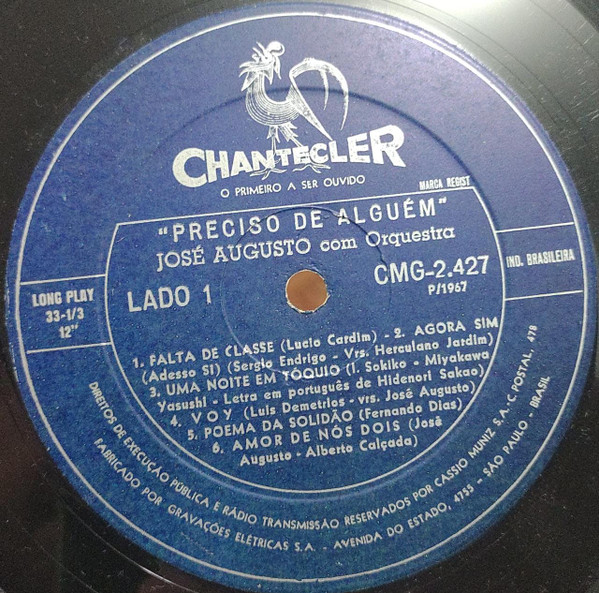 CHANTECLER
O PRIMEIRO A SER OUVIDO
MARCA REGIST
"PRECISO DE ALGUÉM"
JOSÉ AUGUSTO com Orquestra
LONG PLAY
33-1/3
12"
LADO 1
CMG-2.427
P/1967
IND. BRASILEIRA
1. FALTA DE CLASSE (Lucio Cardim) - 2. AGORA SIM
(Adesso SI) (Sergio Endrigo - Vrs. Herculano Jardim)
3. UMA NOITE EM TÓQUIO (I. Sokiko - Miyakawa
Yasushi - Letra em português de Hidenori Sakao)
4. VOY (Luis Demetrios - vrs. José Augusto)
5. POEMA DA SOLIDÃO (Fernando Dias)
6. AMOR DE NÓS DOIS (José
Augusto - Alberto Calçada)
DIREITOS DE EXECUÇÃO PÚBLICA E RÁDIO TRANSMISSÃO RESERVADOS POR CASSIO MUNIZ S.A. C. POSTAL, 478
FABRICADO POR GRAVAÇÕES ELÉTRICAS S.A. - AVENIDA DO ESTADO, 4755 - SÃO PAULO - BRASIL